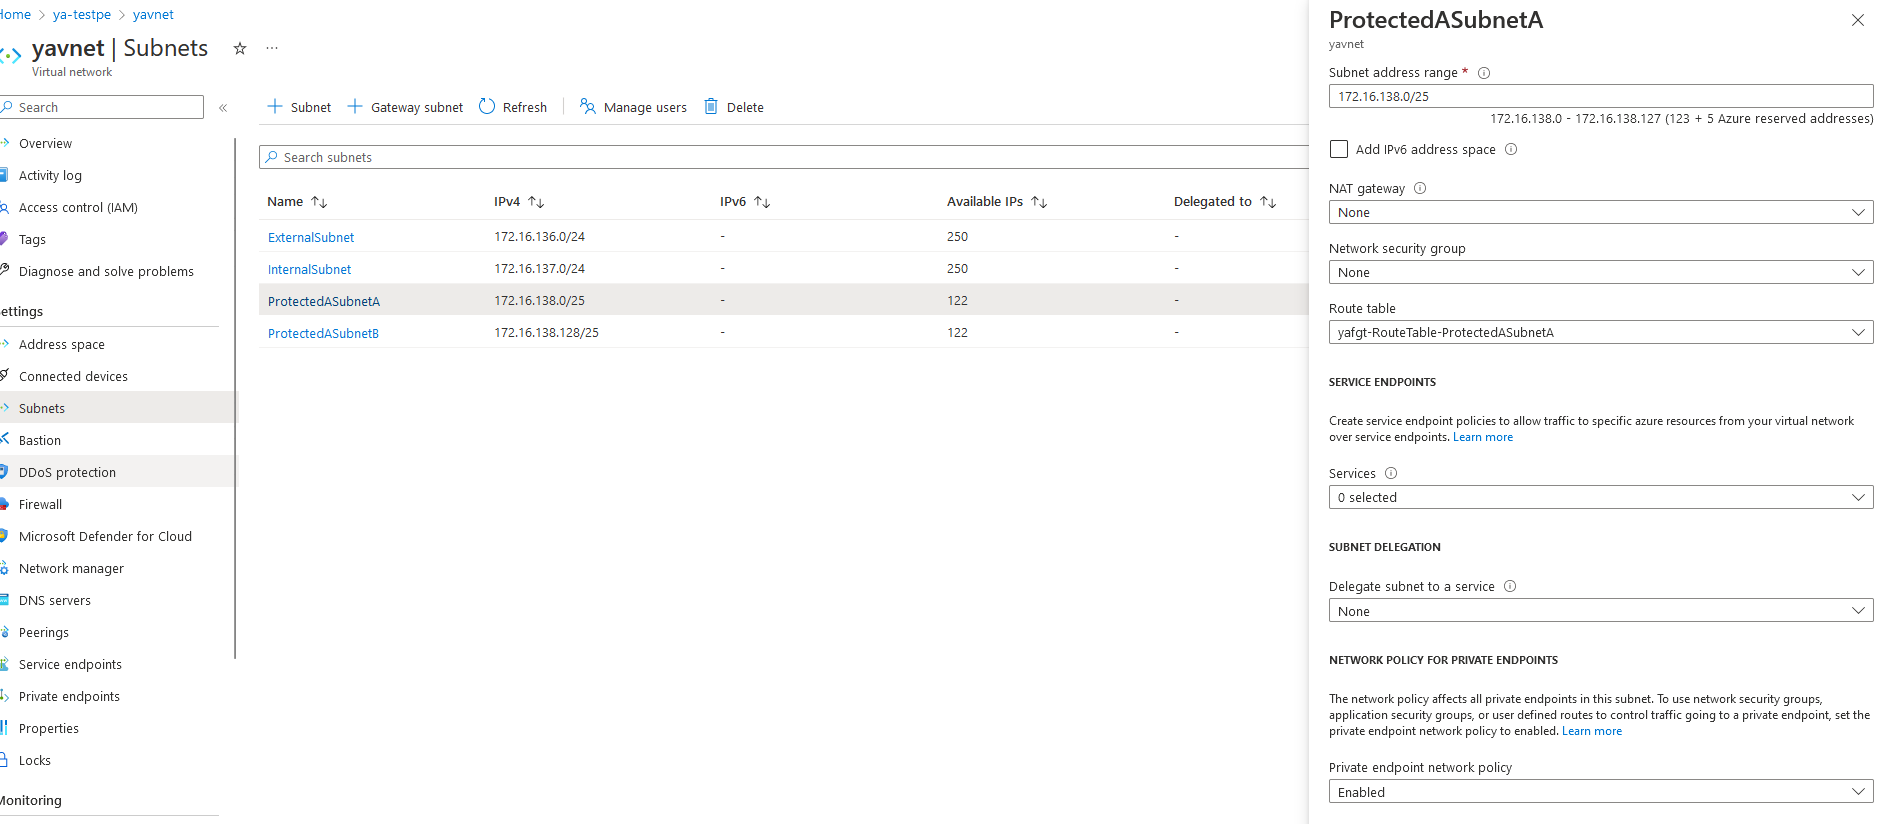 Home > ya-testpe > yavnet
yavnet | Subnets
Virtual network
Search
Overview
Activity log
Access control (IAM)
Tags
Diagnose and solve problems
Settings
Address space
Connected devices
Subnets
Bastion
DDoS protection
Firewall
Microsoft Defender for Cloud
Network manager
DNS servers
Peerings
Service endpoints
Private endpoints
Properties
Locks
Monitoring
+ Subnet + Gateway subnet Refresh Manage users Delete
Search subnets
Name IPv4 IPv6 Available IPs Delegated to
ExternalSubnet 172.16.136.0/24 - 250 -
InternalSubnet 172.16.137.0/24 - 250 -
ProtectedASubnetA 172.16.138.0/25 - 122 -
ProtectedASubnetB 172.16.138.128/25 - 122 -
ProtectedASubnetA
yavnet
Subnet address range *
172.16.138.0/25
172.16.138.0 - 172.16.138.127 (123 + 5 Azure reserved addresses)
Add IPv6 address space
NAT gateway
None
Network security group
None
Route table
yafgt-RouteTable-ProtectedASubnetA
SERVICE ENDPOINTS
Create service endpoint policies to allow traffic to specific azure resources from your virtual network
over service endpoints. Learn more
Services
0 selected
SUBNET DELEGATION
Delegate subnet to a service
None
NETWORK POLICY FOR PRIVATE ENDPOINTS
The network policy affects all private endpoints in this subnet. To use network security groups,
application security groups, or user defined routes to control traffic going to a private endpoint, set the
private endpoint network policy to enabled. Learn more
Private endpoint network policy
Enabled